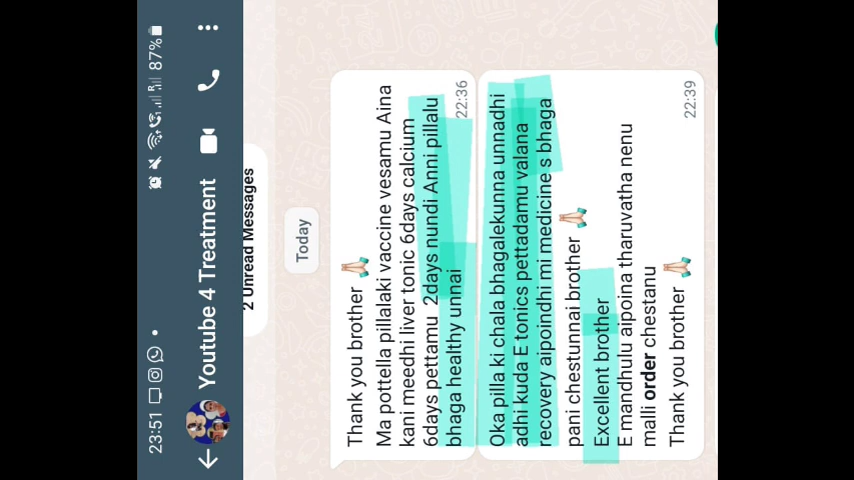 23:51
87%
Youtube 4 Treatment
2 Unread Messages
Today
Thank you brother 🙏🏻
Ma pottella pillalaki vaccine vesamu Aina
kani meedhi liver tonic 6days calcium
6days pettamu 2days nundi Anni pillalu
bhaga healthy unnai
22:36
Oka pilla ki chala bhagalekunna unnadhi
adhi kuda E tonics pettadamu valana
recovery aipoindhi mi medicine s bhaga
pani chestunnai brother 🙏🏻
Excellent brother
E mandhulu aipoina tharuvatha nenu
malli order chestanu
Thank you brother 🙏🏻
22:39